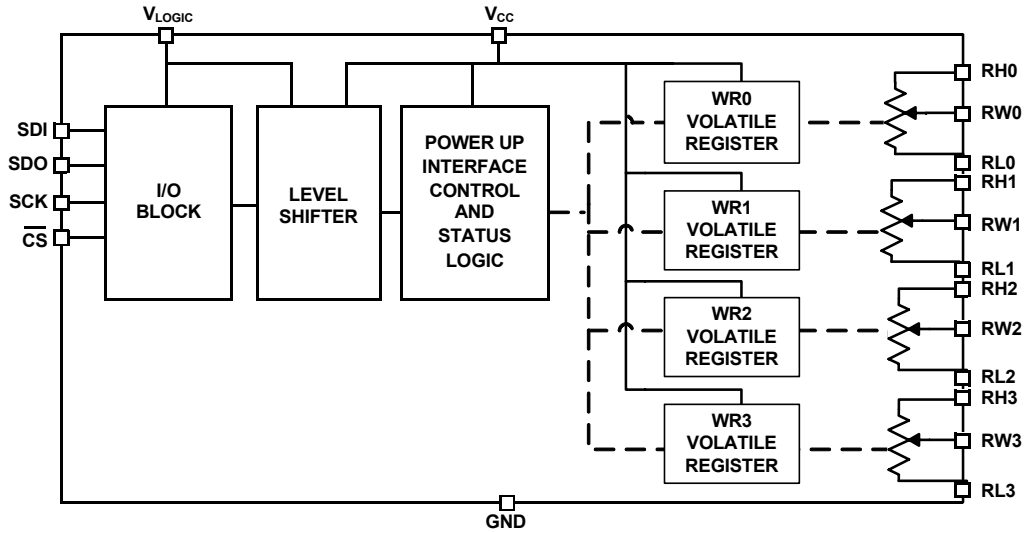 VLOGIC
VCC
SDI
SDO
SCK
CS
I/O
BLOCK
LEVEL
SHIFTER
POWER UP
INTERFACE
CONTROL
AND
STATUS
LOGIC
WR0
VOLATILE
REGISTER
WR1
VOLATILE
REGISTER
WR2
VOLATILE
REGISTER
WR3
VOLATILE
REGISTER
RH0
RW0
RL0
RH1
RW1
RL1
RH2
RW2
RL2
RH3
RW3
RL3
GND